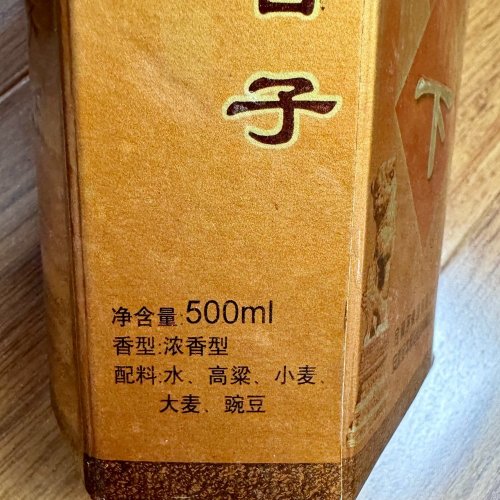 子
下
净含量:500ml
香型:浓香型
配料:水、高粱、小麦、
大麦、豌豆